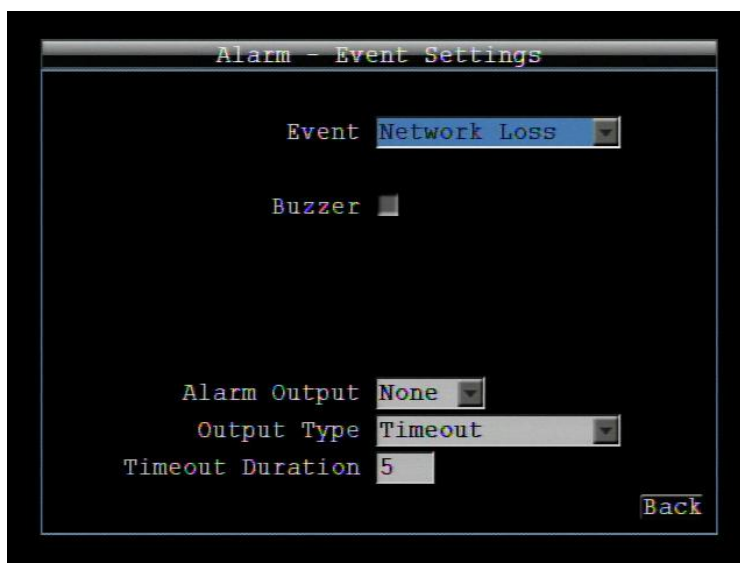 Alarm - Event Settings
Event Network Loss
Buzzer
Alarm Output None
Output Type Timeout
Timeout Duration 5
Back